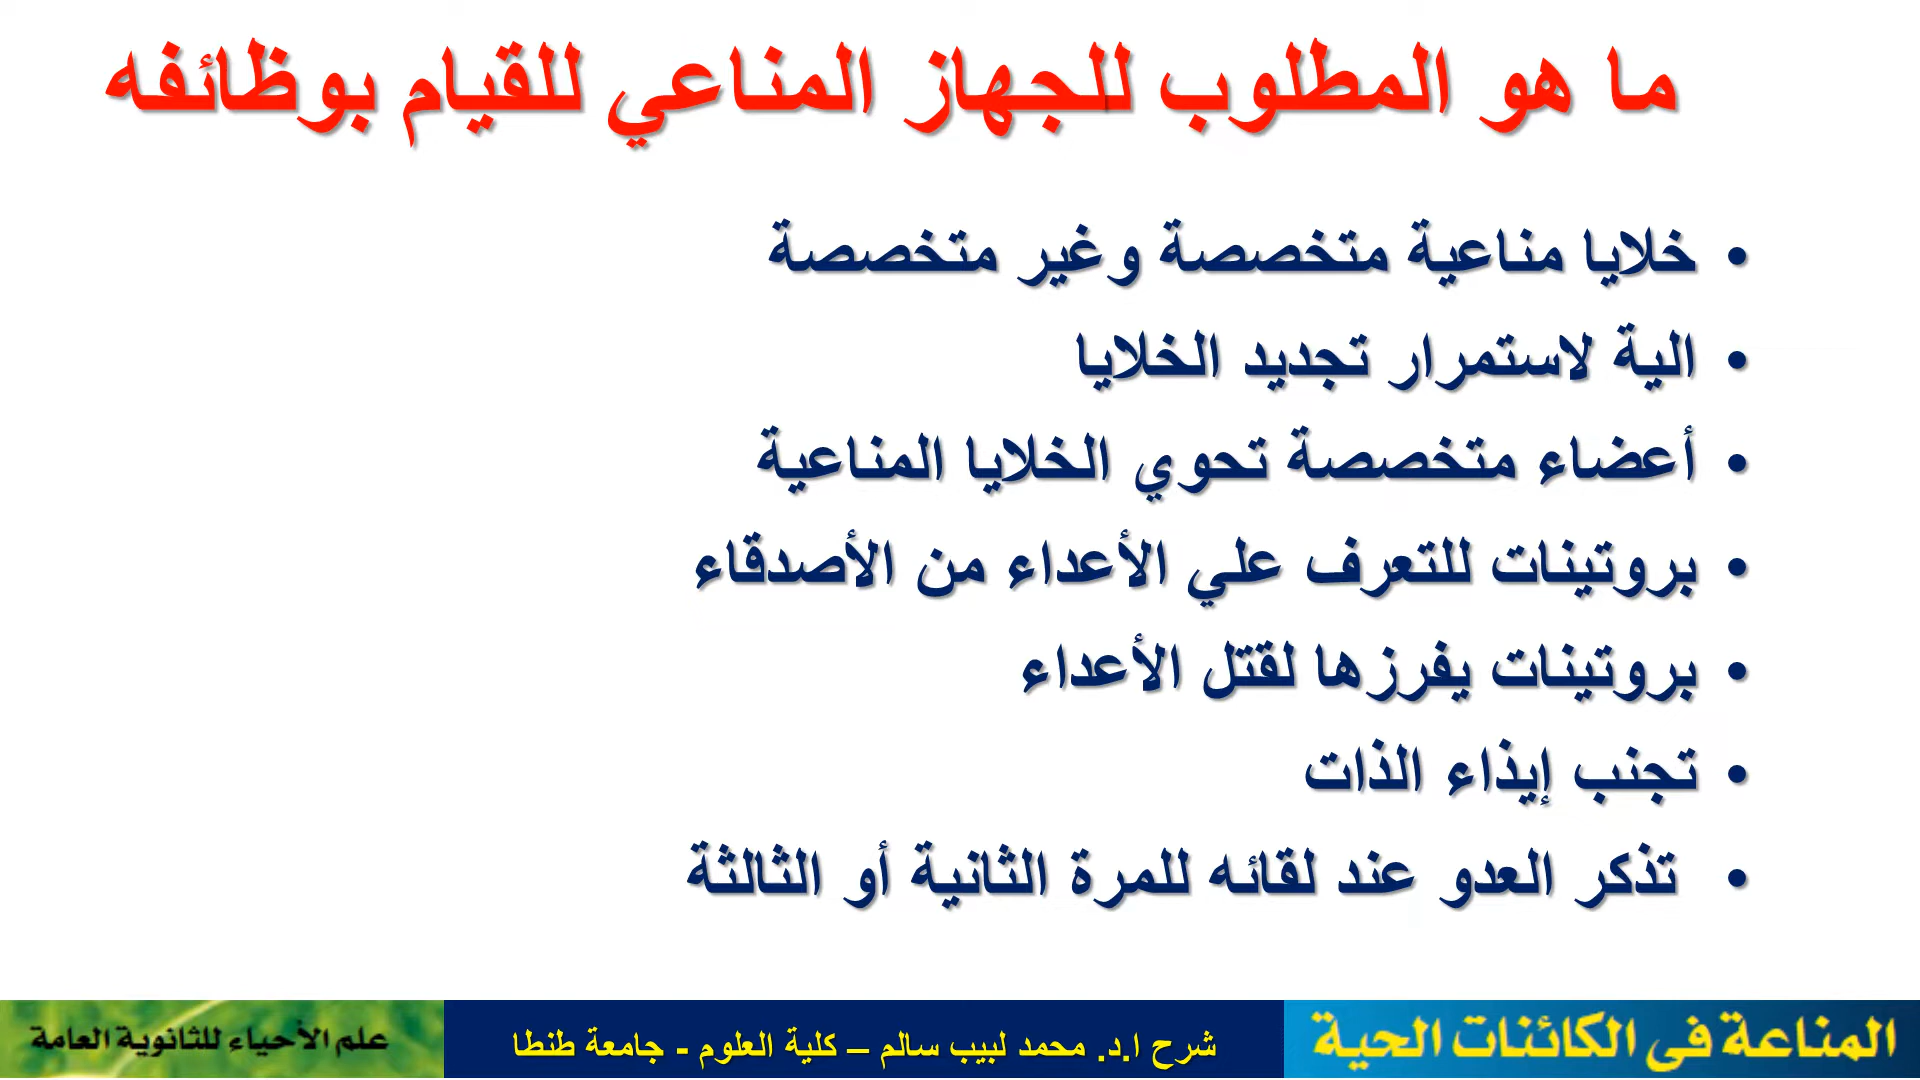 ما هو المطلوب للجهاز المناعي للقيام بوظائفه
• خلايا مناعية متخصصة وغير متخصصة
• الية لاستمرار تجديد الخلايا
• أعضاء متخصصة تحوي الخلايا المناعية
• بروتينات للتعرف علي الأعداء من الأصدقاء
• بروتينات يفرزها لقتل الأعداء
• تجنب إيذاء الذات
• تذكر العدو عند لقائه للمرة الثانية أو الثالثة
المناعة فى الكائنات الحية
شرح ا.د. محمد لبيب سالم – كلية العلوم - جامعة طنطا
علم الأحياء للثانوية العامة